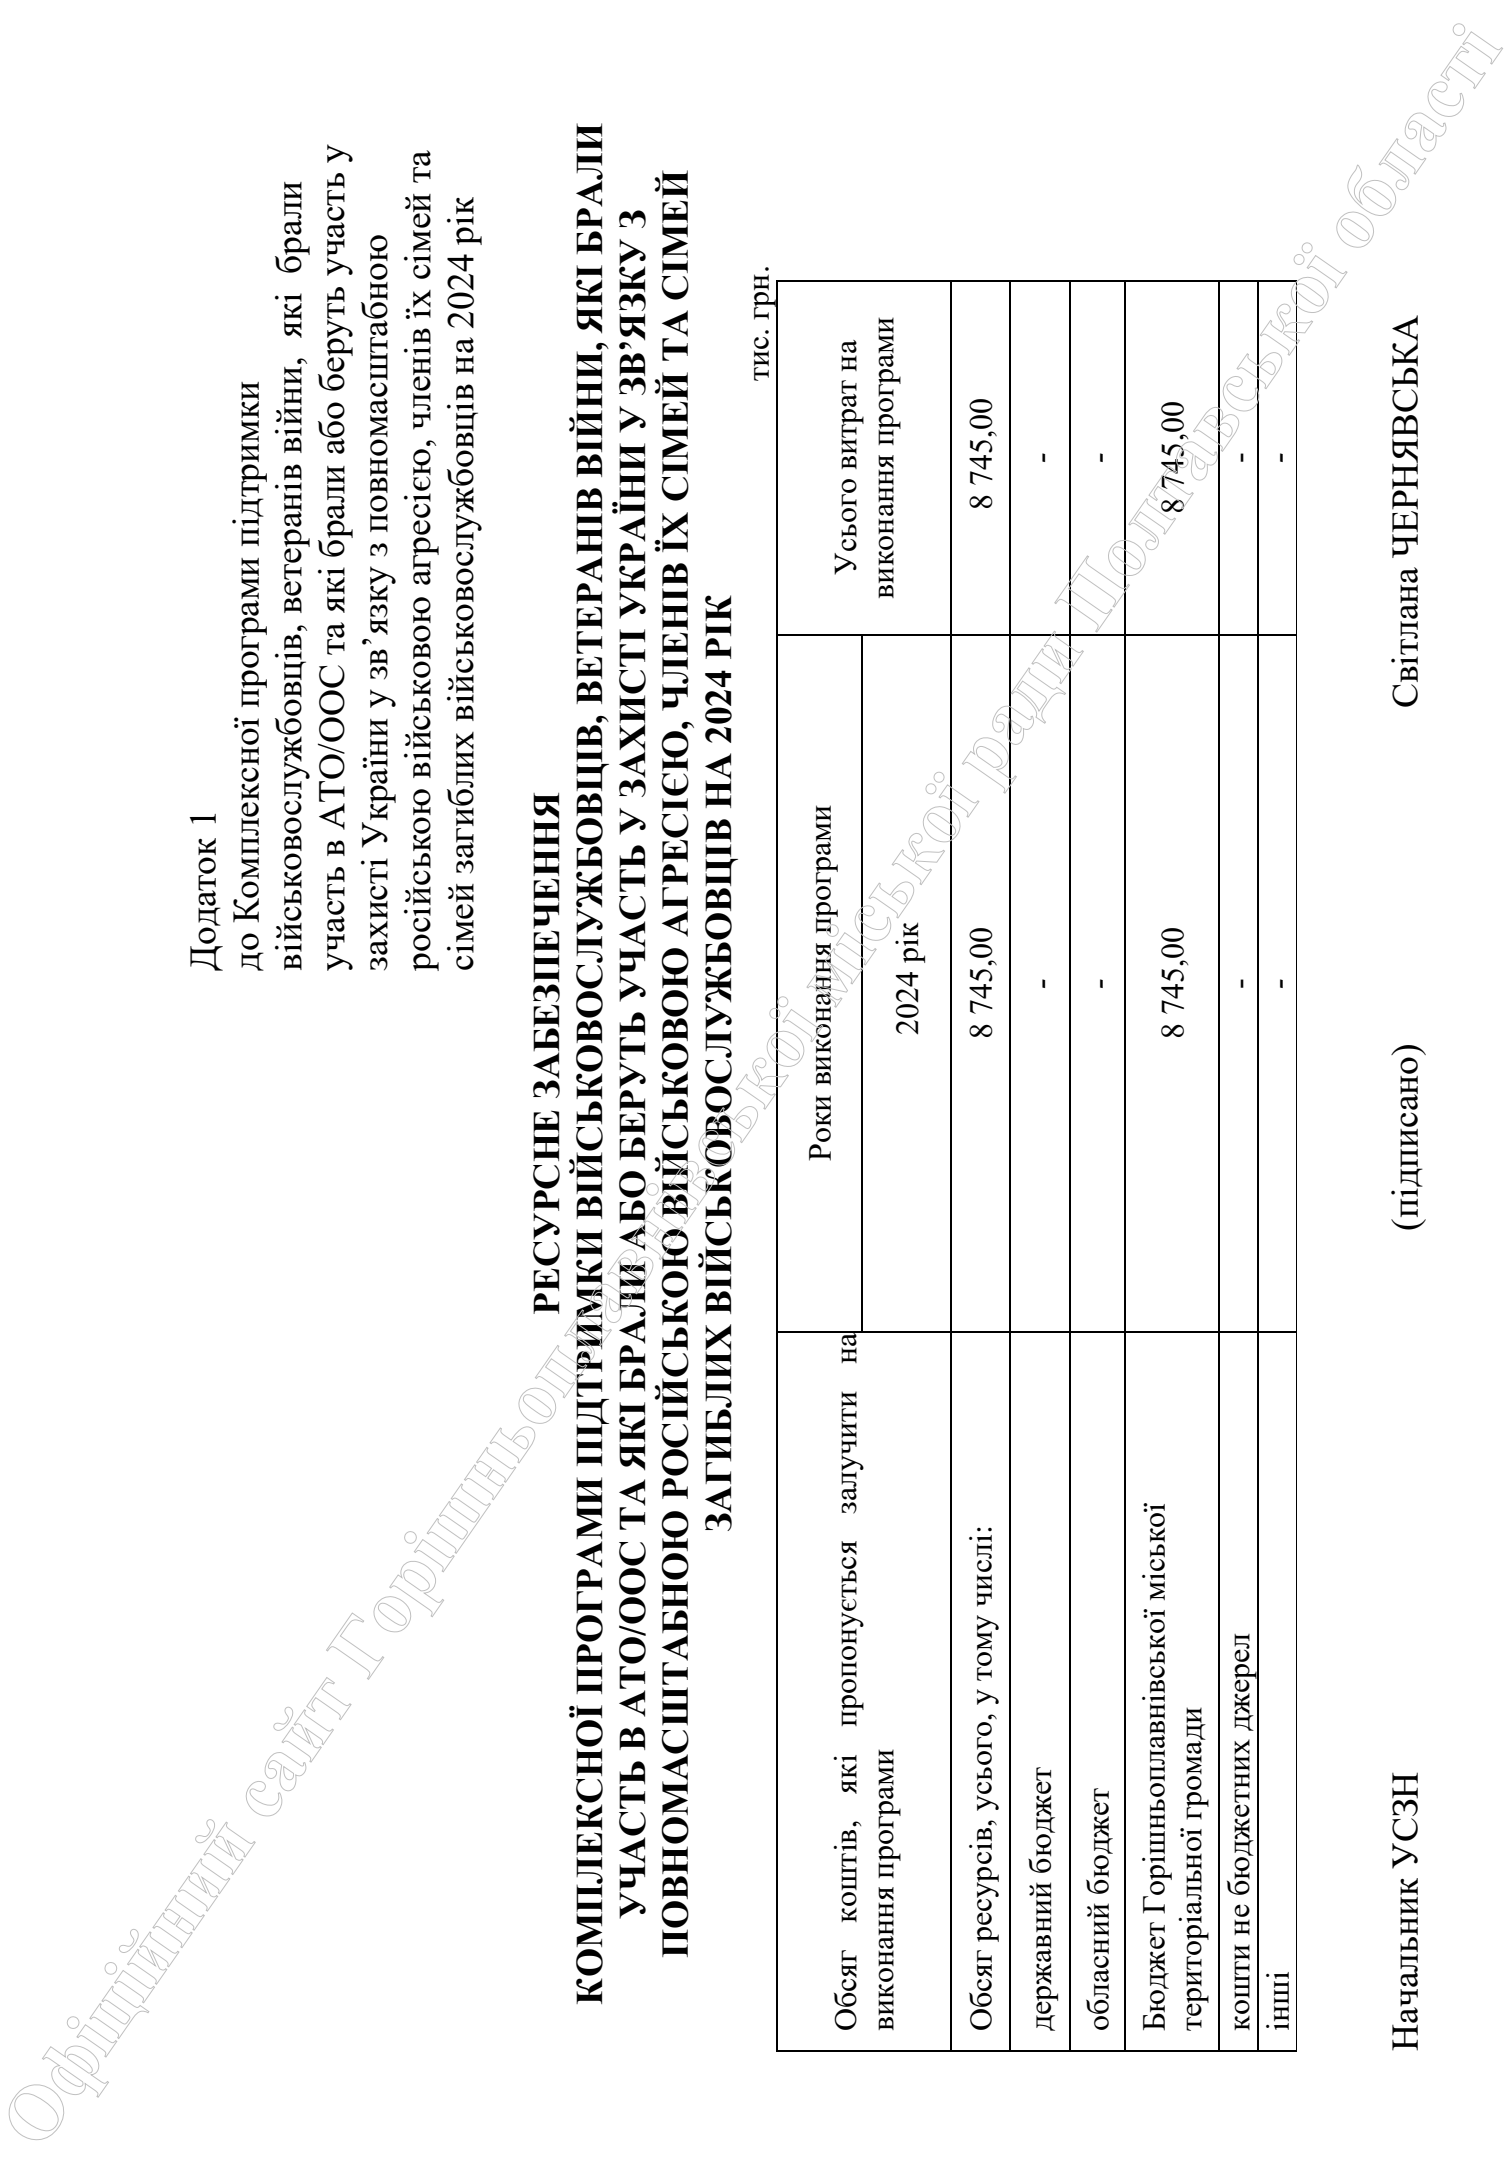 Додаток 1
до Комплексної програми підтримки
військовослужбовців, ветеранів війни, які брали
участь в АТО/ООС та які брали або беруть участь у
захисті України у зв’язку з повномасштабною
російською військовою агресією, членів їх сімей та
сімей загиблих військовослужбовців на 2024 рік
РЕСУРСНЕ ЗАБЕЗПЕЧЕННЯ
КОМПЛЕКСНОЇ ПРОГРАМИ ПІДТРИМКИ ВІЙСЬКОВОСЛУЖБОВЦІВ, ВЕТЕРАНІВ ВІЙНИ, ЯКІ БРАЛИ
УЧАСТЬ В АТО/ООС ТА ЯКІ БРАЛИ АБО БЕРУТЬ УЧАСТЬ У ЗАХИСТІ УКРАЇНИ У ЗВ’ЯЗКУ З
ПОВНОМАСШТАБНОЮ РОСІЙСЬКОЮ ВІЙСЬКОВОЮ АГРЕСІЄЮ, ЧЛЕНІВ ЇХ СІМЕЙ ТА СІМЕЙ
ЗАГИБЛИХ ВІЙСЬКОВОСЛУЖБОВЦІВ НА 2024 РІК
тис. грн.
Обсяг коштів, які пропонується залучити на
виконання програми
Роки виконання програми
2024 рік
Усього витрат на
виконання програми
Обсяг ресурсів, усього, у тому числі: 8 745,00 8 745,00
державний бюджет - -
обласний бюджет - -
Бюджет Горішньоплавнівської міської
територіальної громади 8 745,00 8 745,00
кошти не бюджетних джерел - -
інші - -
Начальник УСЗН (підписано) Світлана ЧЕРНЯВСЬКА
Офіційний сайт Горішньоплавнівської міської ради Полтавської області